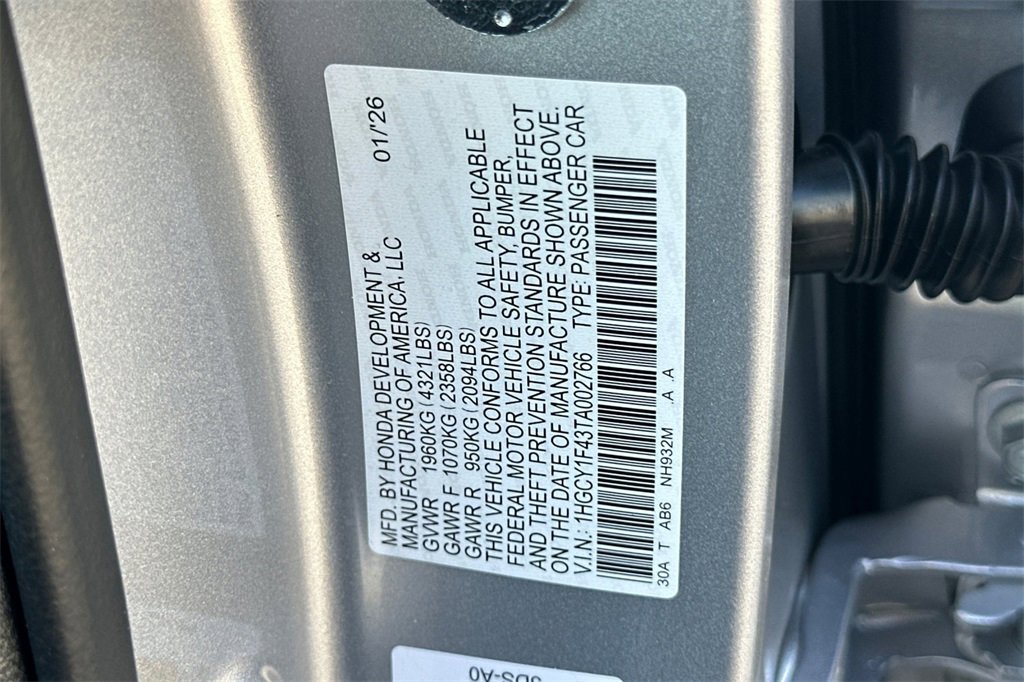 MFD. BY HONDA DEVELOPMENT &
MANUFACTURING OF AMERICA, LLC 01/'26
GVWR 1960KG (4321LBS)
GAWR F 1070KG (2358LBS)
GAWR R 950KG (2094LBS)
THIS VEHICLE CONFORMS TO ALL APPLICABLE
FEDERAL MOTOR VEHICLE SAFETY, BUMPER,
AND THEFT PREVENTION STANDARDS IN EFFECT
ON THE DATE OF MANUFACTURE SHOWN ABOVE.
V.I.N.: 1HGCY1F43TA002766 TYPE: PASSENGER CAR
30A T AB6 NH932M .A .A